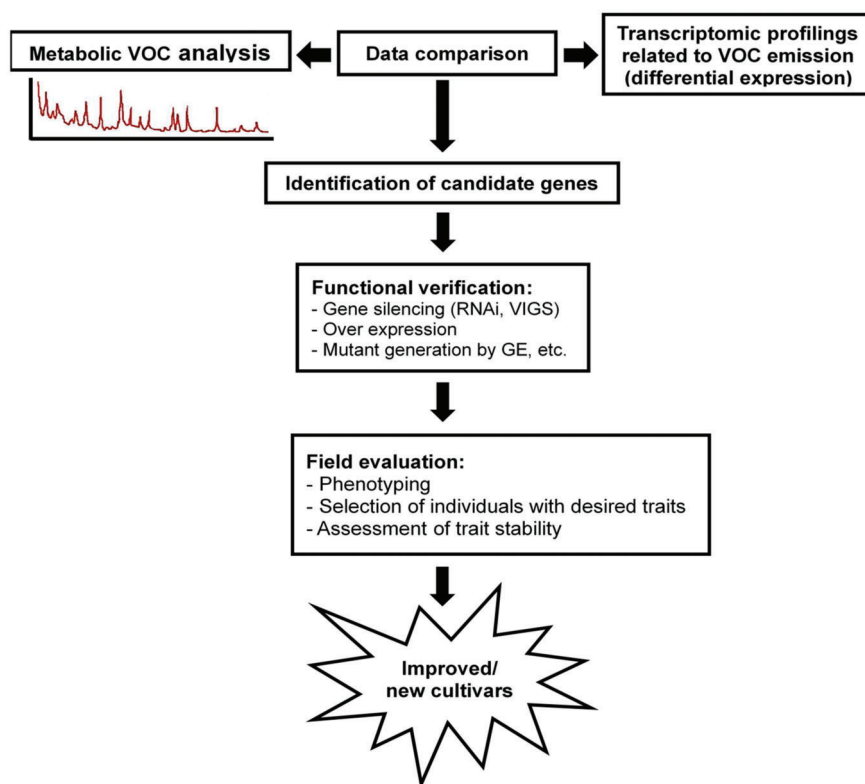 Metabolic VOC analysis
Data comparison
Transcriptomic profilings
related to VOC emission
(differential expression)
Identification of candidate genes
Functional verification:
- Gene silencing (RNAi, VIGS)
- Over expression
- Mutant generation by GE, etc.
Field evaluation:
- Phenotyping
- Selection of individuals with desired traits
- Assessment of trait stability
Improved/
new cultivars